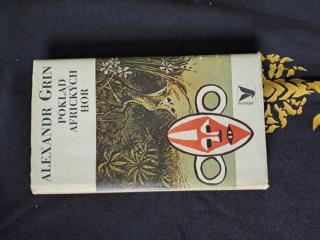 ALEXANDR GRIN
POKLAD
AFRICKÝCH
HOR